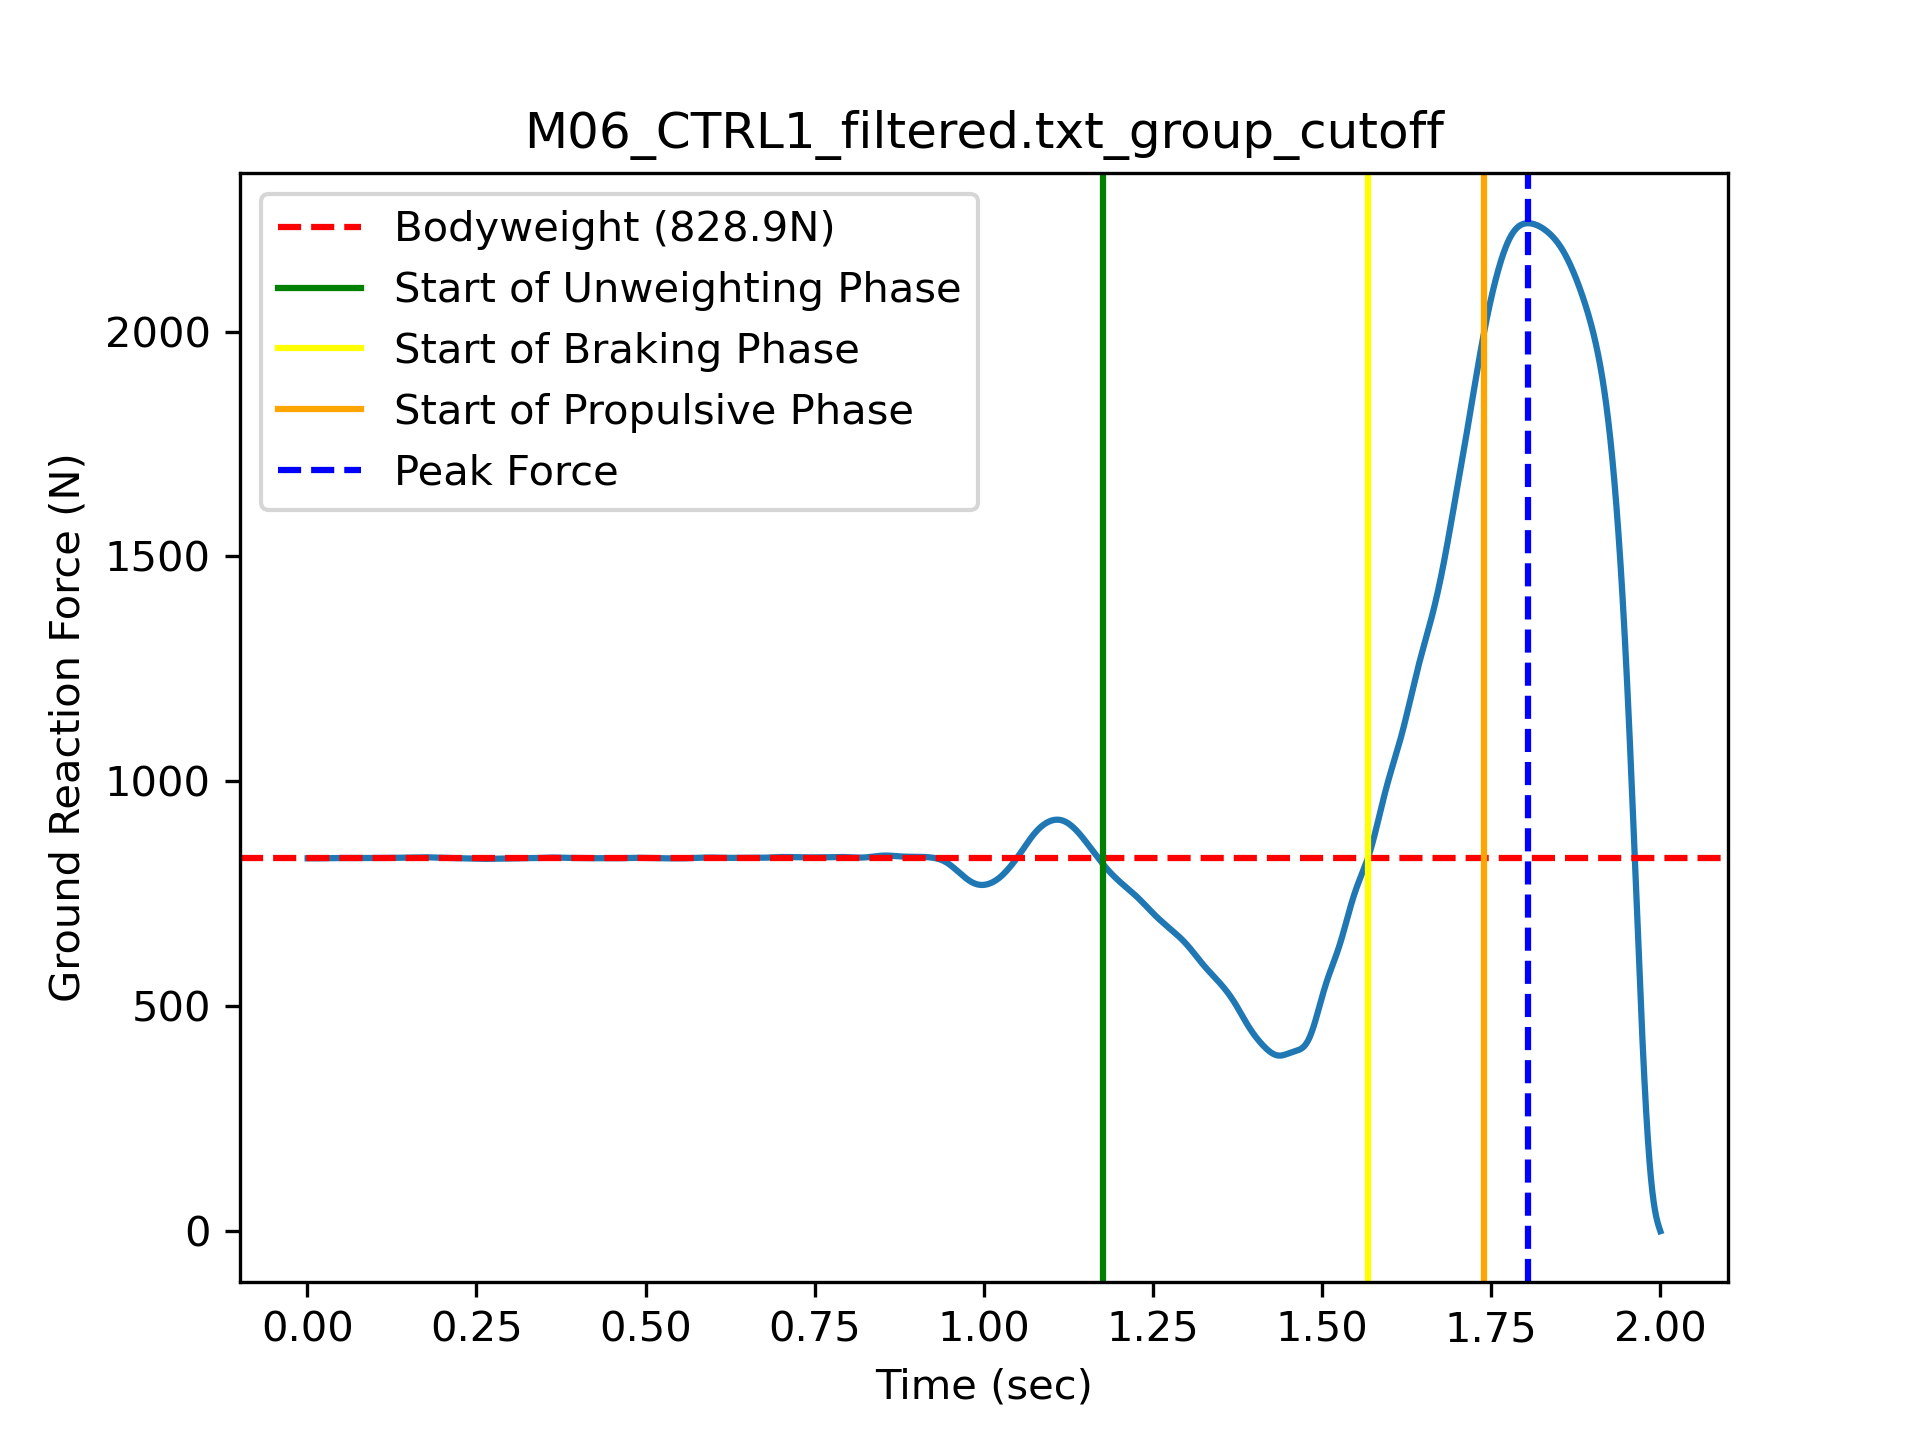 M06_CTRL1_filtered.txt_group_cutoff
Bodyweight (828.9N)
Start of Unweighting Phase
Start of Braking Phase
Start of Propulsive Phase
Peak Force
Ground Reaction Force (N)
2000
1500
1000
500
0
0.00 0.25 0.50 0.75 1.00 1.25 1.50 1.75 2.00
Time (sec)